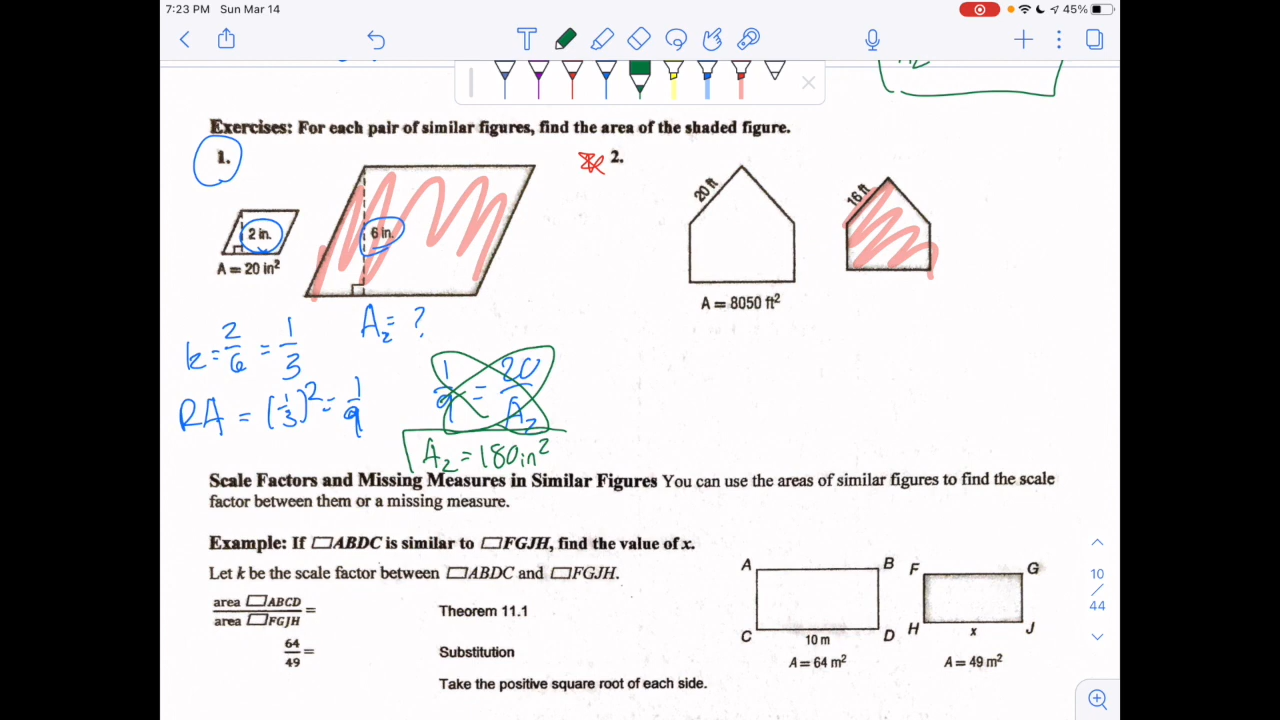 7:23 PM Sun Mar 14
45%
Exercises: For each pair of similar figures, find the area of the shaded figure.
1.
2.
2 in.
6 in.
20 ft
16 ft
A = 20 in²
A = 8050 ft²
A₂ = ?
k = 2/6 = 1/3
RA = (1/3)² = 1/9
1/9 = 20/A₂
A₂ = 180 in²
Scale Factors and Missing Measures in Similar Figures You can use the areas of similar figures to find the scale
factor between them or a missing measure.
Example: If ▱ABDC is similar to ▱FGJH, find the value of x.
Let k be the scale factor between ▱ABDC and ▱FGJH.
area ▱ABCD / area ▱FGJH =
Theorem 11.1
64/49 =
Substitution
Take the positive square root of each side.
A B F G
C 10 m D H x J
A = 64 m²
A = 49 m²
10
/
44